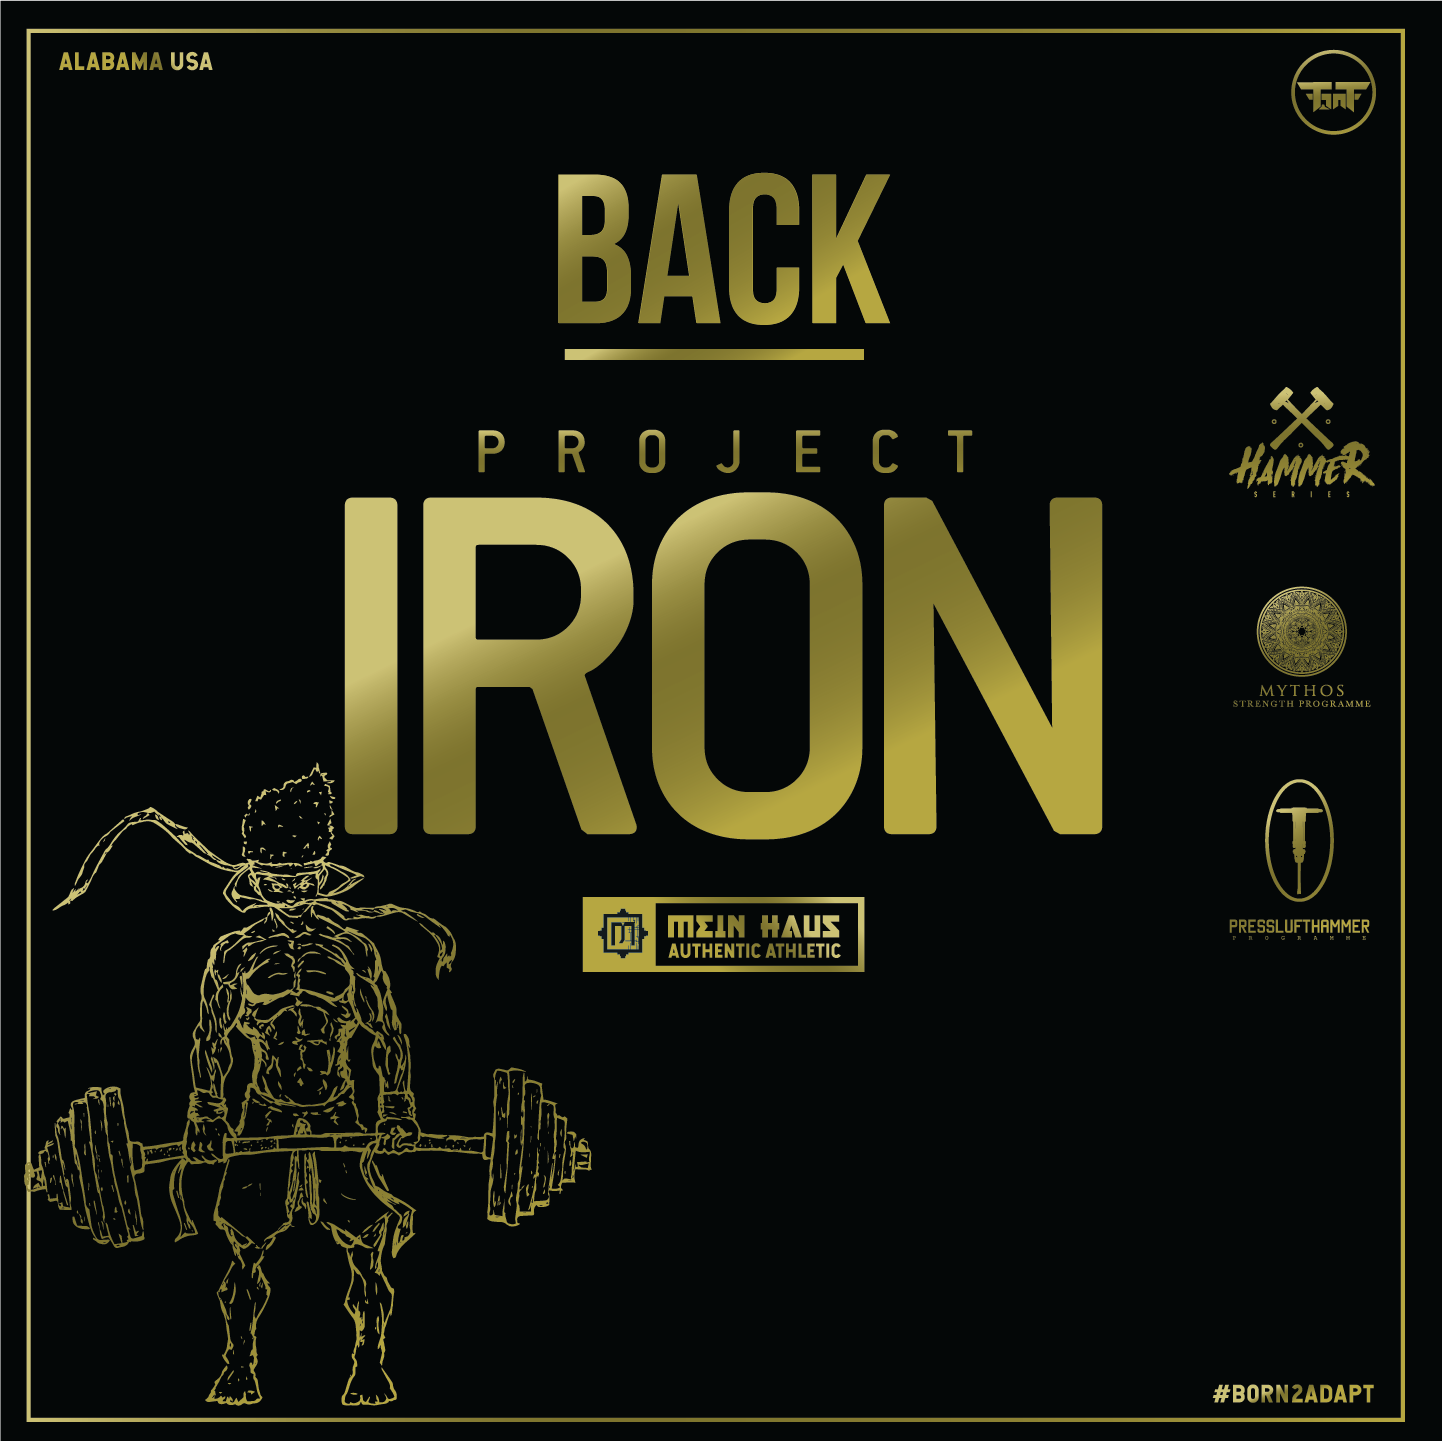 ALABAMA USA
BACK
PROJECT
IRON
HAMMER
SERIES
MYTHOS
STRENGTH PROGRAMME
PRESSLUFTHAMMER
PROGRAMME
MEIN HAUS
AUTHENTIC ATHLETIC
#BORN2ADAPT